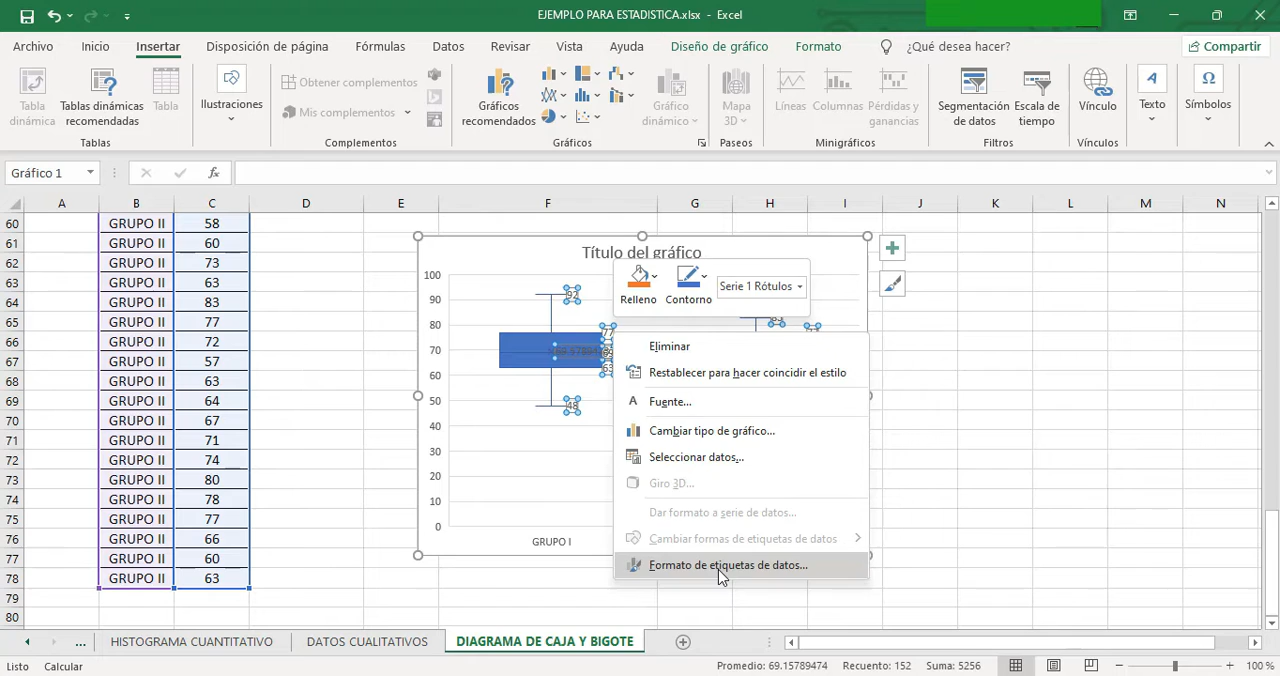 EJEMPLO PARA ESTADISTICA.xlsx - Excel
Archivo Inicio Insertar Disposición de página Fórmulas Datos Revisar Vista Ayuda Diseño de gráfico Formato ¿Qué desea hacer? Compartir
Tabla dinámica
Tablas dinámicas recomendadas
Tabla
Tablas
Ilustraciones
Obtener complementos
Mis complementos
Complementos
Gráficos recomendados
Gráfico dinámico
Gráficos
Mapa 3D
Paseos
Líneas
Columnas
Pérdidas y ganancias
Minigráficos
Segmentación de datos
Escala de tiempo
Filtros
Vínculo
Vínculos
Texto
Símbolos
Gráfico 1
fx
A B C D E F G H I J K L M N
60 GRUPO II 58
61 GRUPO II 60
62 GRUPO II 73
63 GRUPO II 63
64 GRUPO II 83
65 GRUPO II 77
66 GRUPO II 72
67 GRUPO II 57
68 GRUPO II 63
69 GRUPO II 64
70 GRUPO II 67
71 GRUPO II 71
72 GRUPO II 74
73 GRUPO II 80
74 GRUPO II 78
75 GRUPO II 77
76 GRUPO II 66
77 GRUPO II 60
78 GRUPO II 63
79
80
Título del gráfico
100
90
80
70
60
50
40
30
20
10
0
92
77
63
48
GRUPO I
Relleno
Contorno
Serie 1 Rótulos
Eliminar
Restablecer para hacer coincidir el estilo
Fuente...
Cambiar tipo de gráfico...
Seleccionar datos...
Giro 3D...
Dar formato a serie de datos...
Cambiar formas de etiquetas de datos
Formato de etiquetas de datos...
... HISTOGRAMA CUANTITATIVO DATOS CUALITATIVOS DIAGRAMA DE CAJA Y BIGOTE
Listo Calcular Promedio: 69.15789474 Recuento: 152 Suma: 5256 100 %